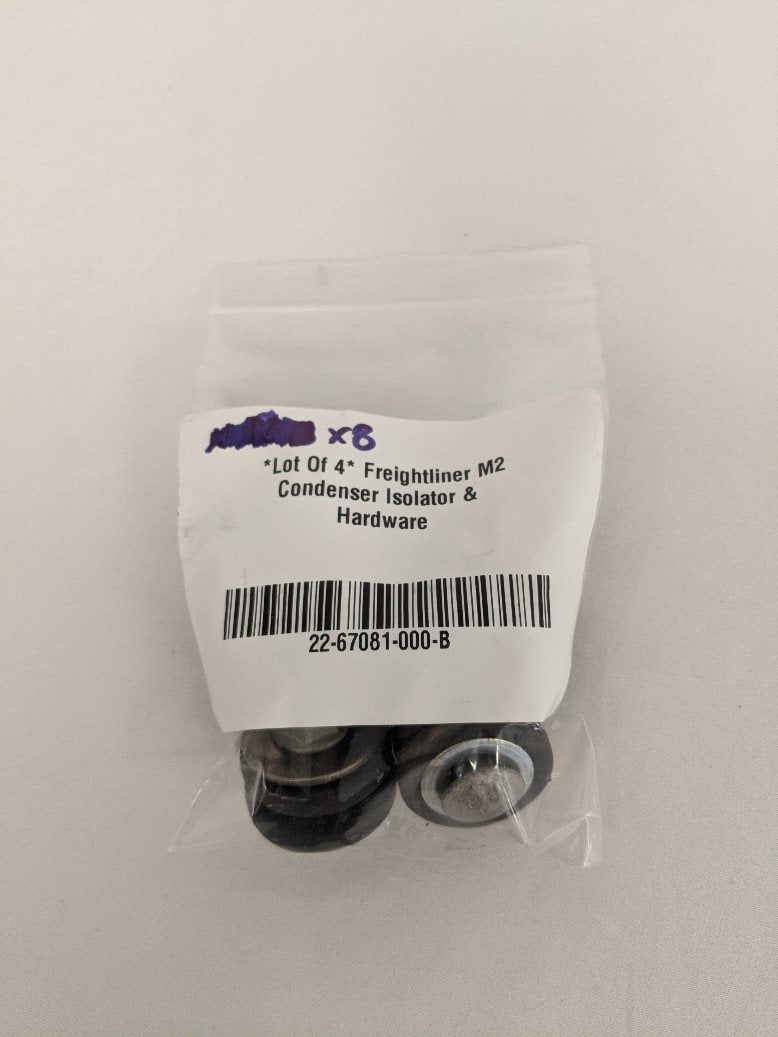 x8
*Lot Of 4* Freightliner M2
Condenser Isolator &
Hardware
22-67081-000-B